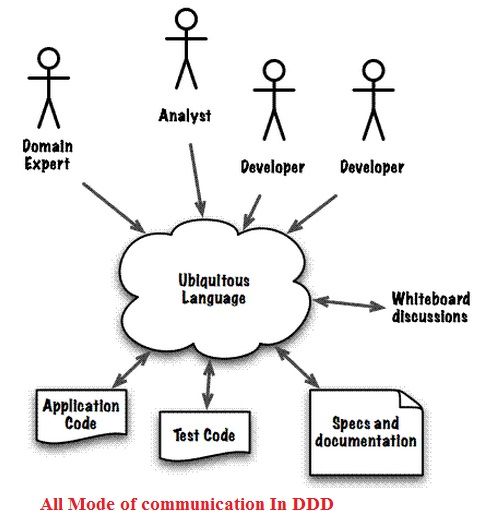 Analyst
Domain
Expert
Developer
Developer
Ubiquitous
Language
Whiteboard
discussions
Application
Code
Test Code
Specs and
documentation
All Mode of communication In DDD